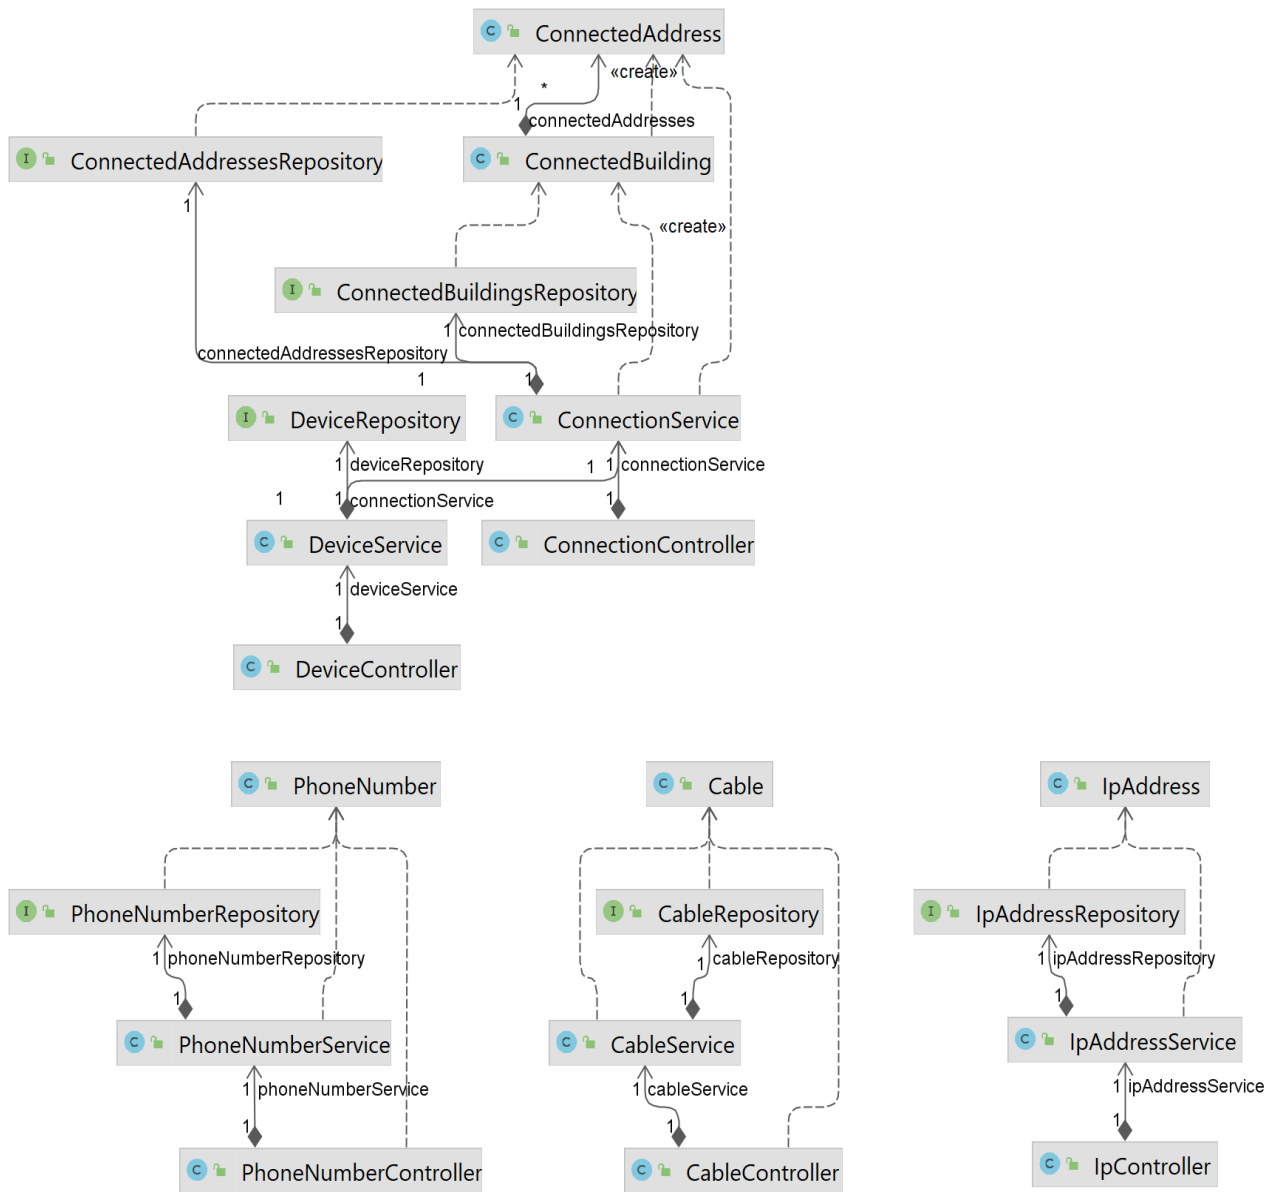 C ConnectedAddress
«create»
*
1
connectedAddresses
I ConnectedAddressesRepository
C ConnectedBuilding
1
«create»
I ConnectedBuildingsRepository
1 connectedBuildingsRepository
connectedAddressesRepository
1 1
I DeviceRepository
C ConnectionService
1 deviceRepository
1 1 connectionService
1 1 connectionService
1
C DeviceService
C ConnectionController
1 deviceService
1
C DeviceController
C PhoneNumber
C Cable
C IpAddress
I PhoneNumberRepository
I CableRepository
I IpAddressRepository
1 phoneNumberRepository
1 cableRepository
1 ipAddressRepository
1
1
1
C PhoneNumberService
C CableService
C IpAddressService
1 phoneNumberService
1 cableService
1 ipAddressService
1
1
1
C PhoneNumberController
C CableController
C IpController